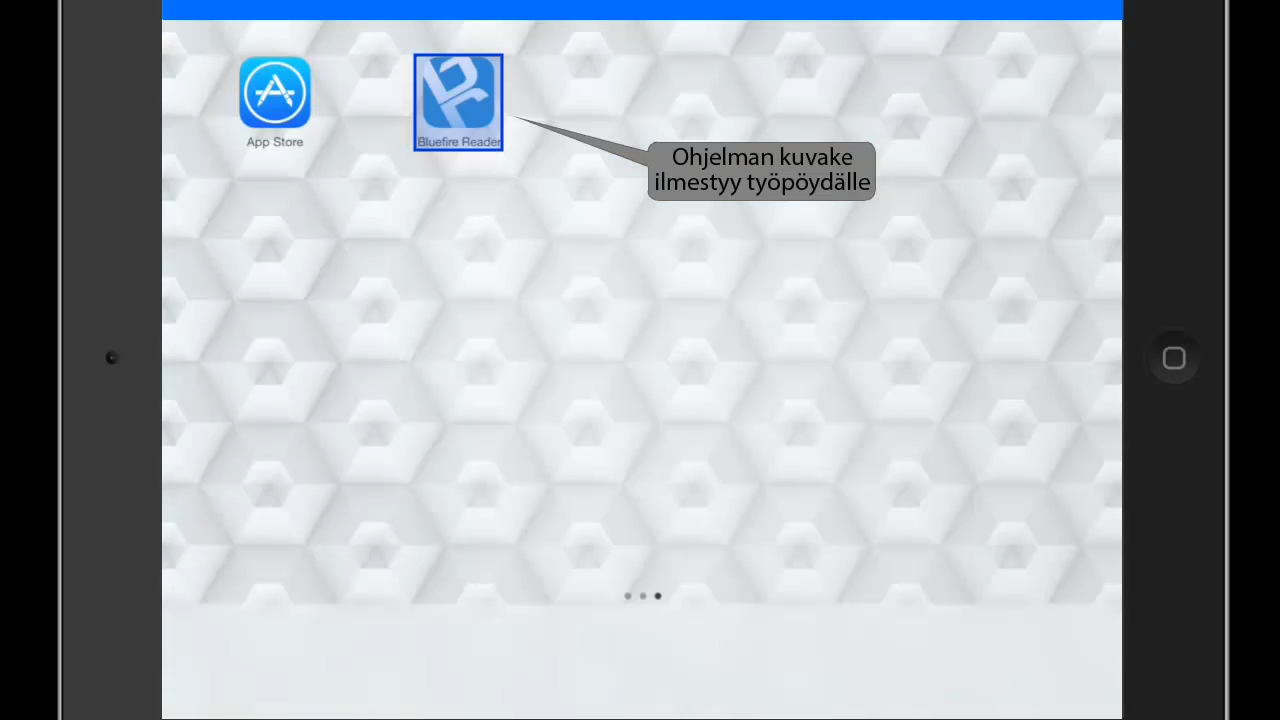 App Store
Bluefire Reader
Ohjelman kuvake
ilmestyy työpöydälle